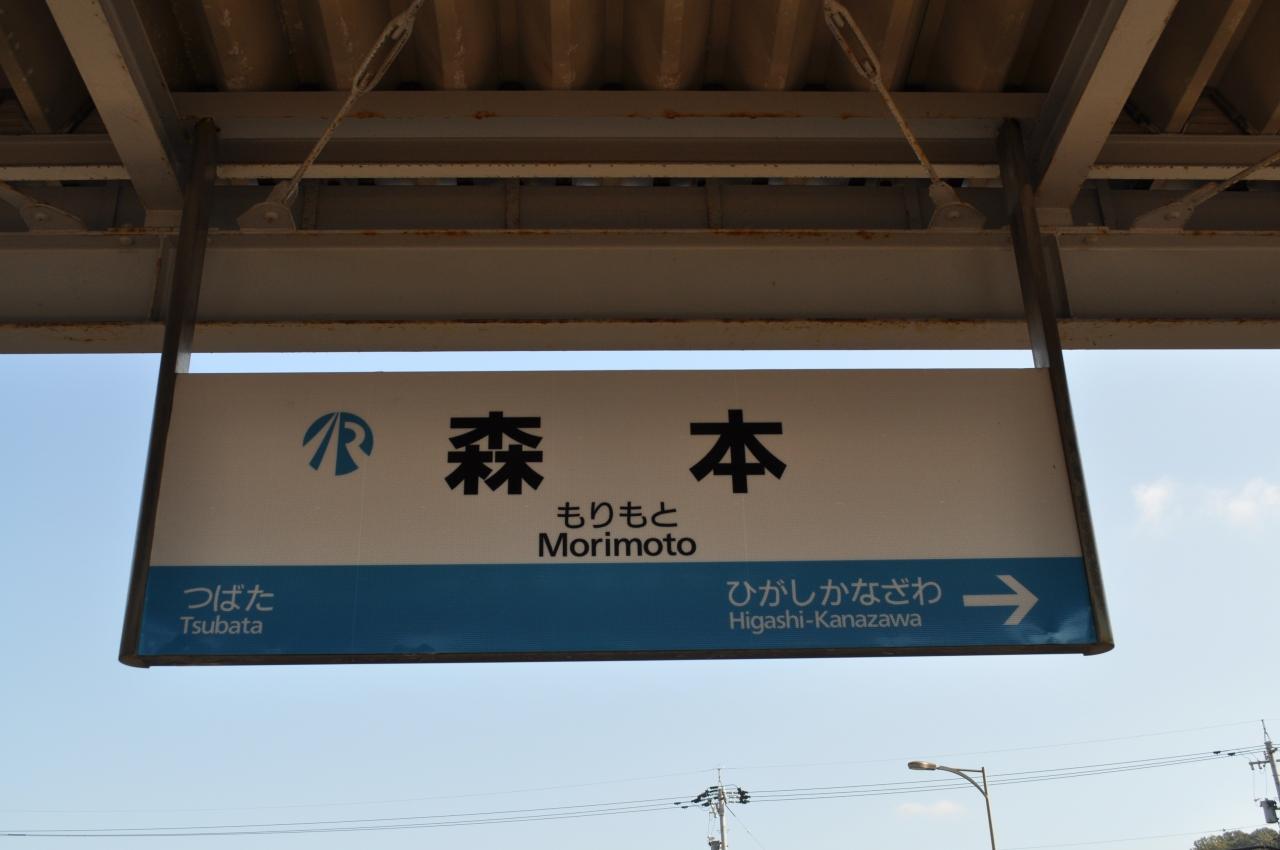 IR
森本
もりもと
Morimoto
つばた
Tsubata
ひがしかなざわ
Higashi-Kanazawa